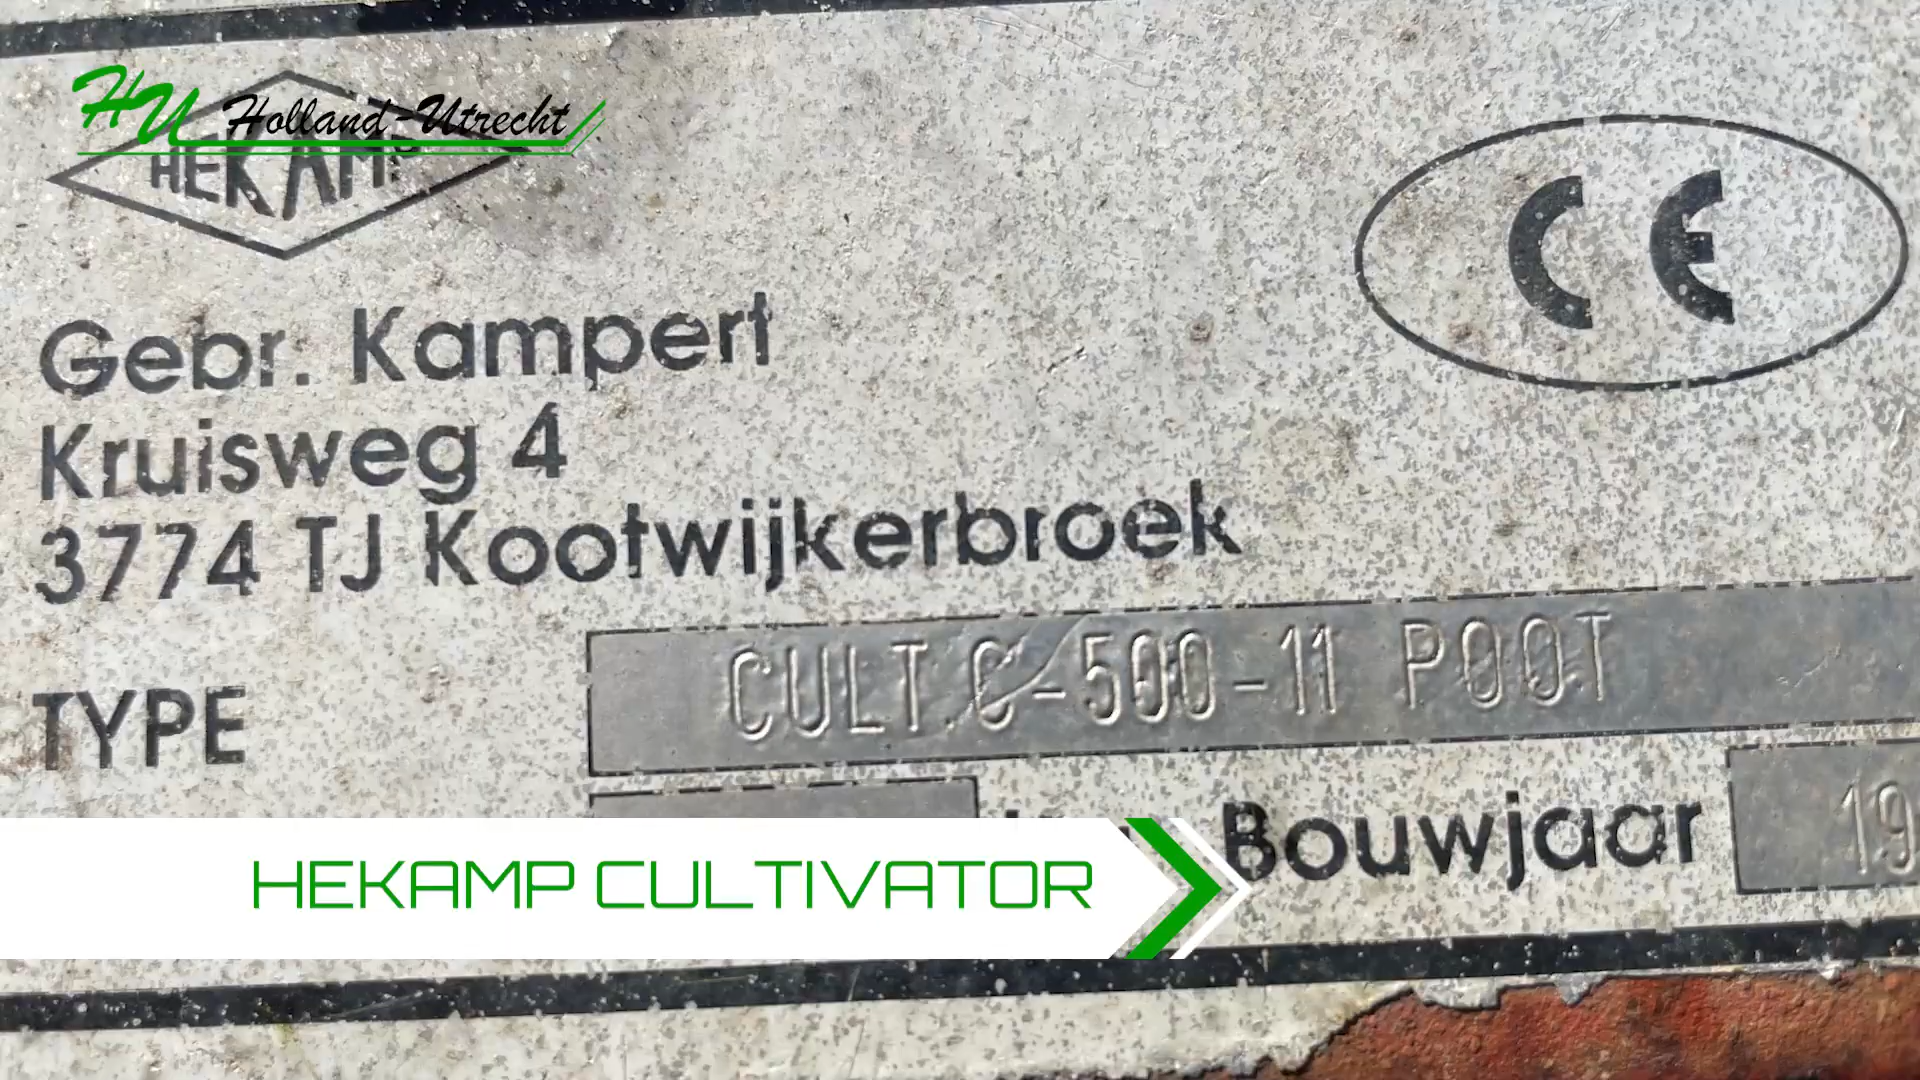 HU Holland-Utrecht
HEKAMP
CE
Gebr. Kampert
Kruisweg 4
3774 TJ Kootwijkerbroek
TYPE CULT.C-500-11 POOT
Bouwjaar 19
HEKAMP CULTIVATOR